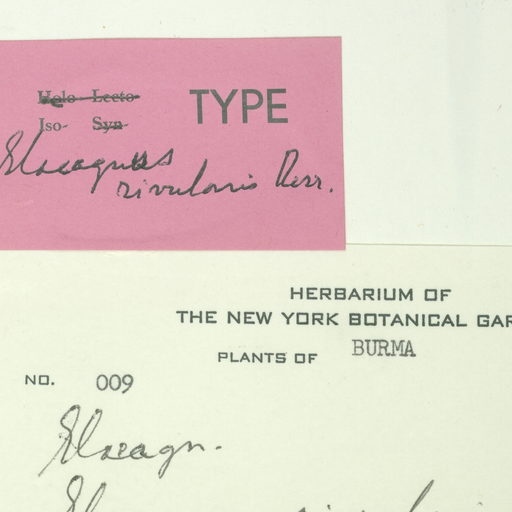 Holo- Lecto-
Iso- Syn- TYPE
Elaeagnus
rivularis Merr.
HERBARIUM OF
THE NEW YORK BOTANICAL GAR
PLANTS OF BURMA
NO. 009
Elaeagn.